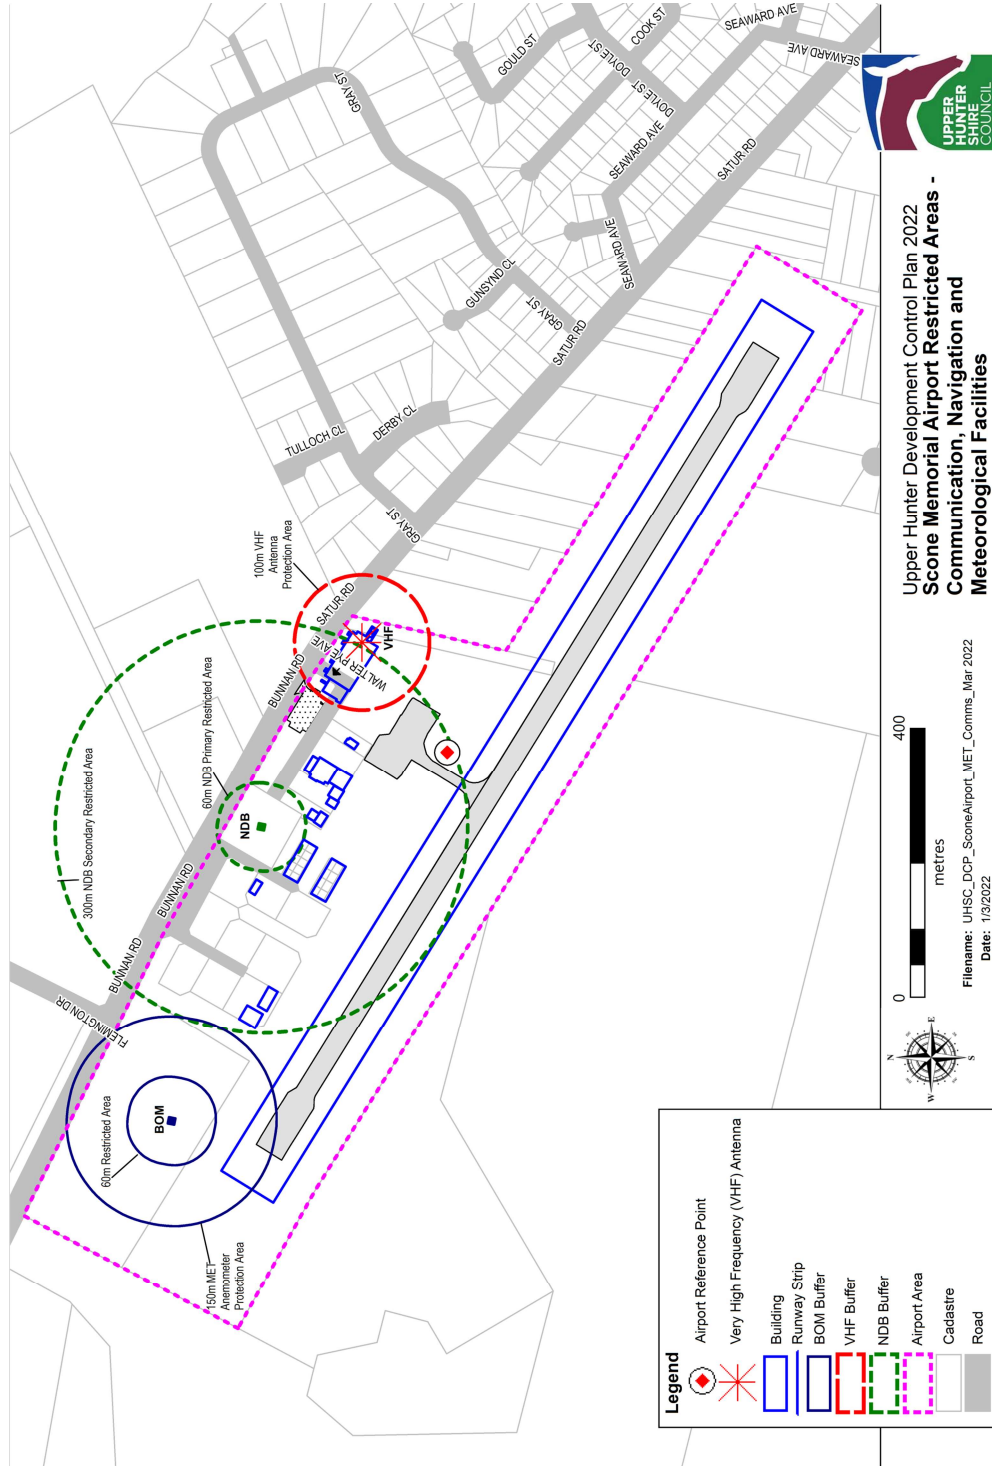 Upper Hunter Development Control Plan 2022
Scone Memorial Airport Restricted Areas -
Communication, Navigation and
Meteorological Facilities
UPPER
HUNTER
SHIRE
COUNCIL
Filename: UHSC_DCP_SconeAirport_MET_Comms_Mar 2022
Date: 1/3/2022
0
400
metres
N
E
S
W
Legend
Airport Reference Point
Very High Frequency (VHF) Antenna
Building
Runway Strip
BOM Buffer
VHF Buffer
NDB Buffer
Airport Area
Cadastre
Road
150m MET
Anemometer
Protection Area
60m Restricted Area
BOM
FLEMINGTON DR
BUNNAN RD
BUNNAN RD
BUNNAN RD
300m NDB Secondary Restricted Area
60m NDB Primary Restricted Area
NDB
100m VHF
Antenna
Protection Area
VHF
WALTER PYE AVE
SATUR RD
GRAY ST
TULLOCH CL
DERBY CL
GRAY ST
GUNSYND CL
GRAY ST
SATUR RD
SEAWARD AVE
SEAWARD AVE
SATUR RD
GOULD ST
DOYLE ST
DOYLE ST
DOYLE ST
COOK ST
SEAWARD AVE
SEAWARD AVE